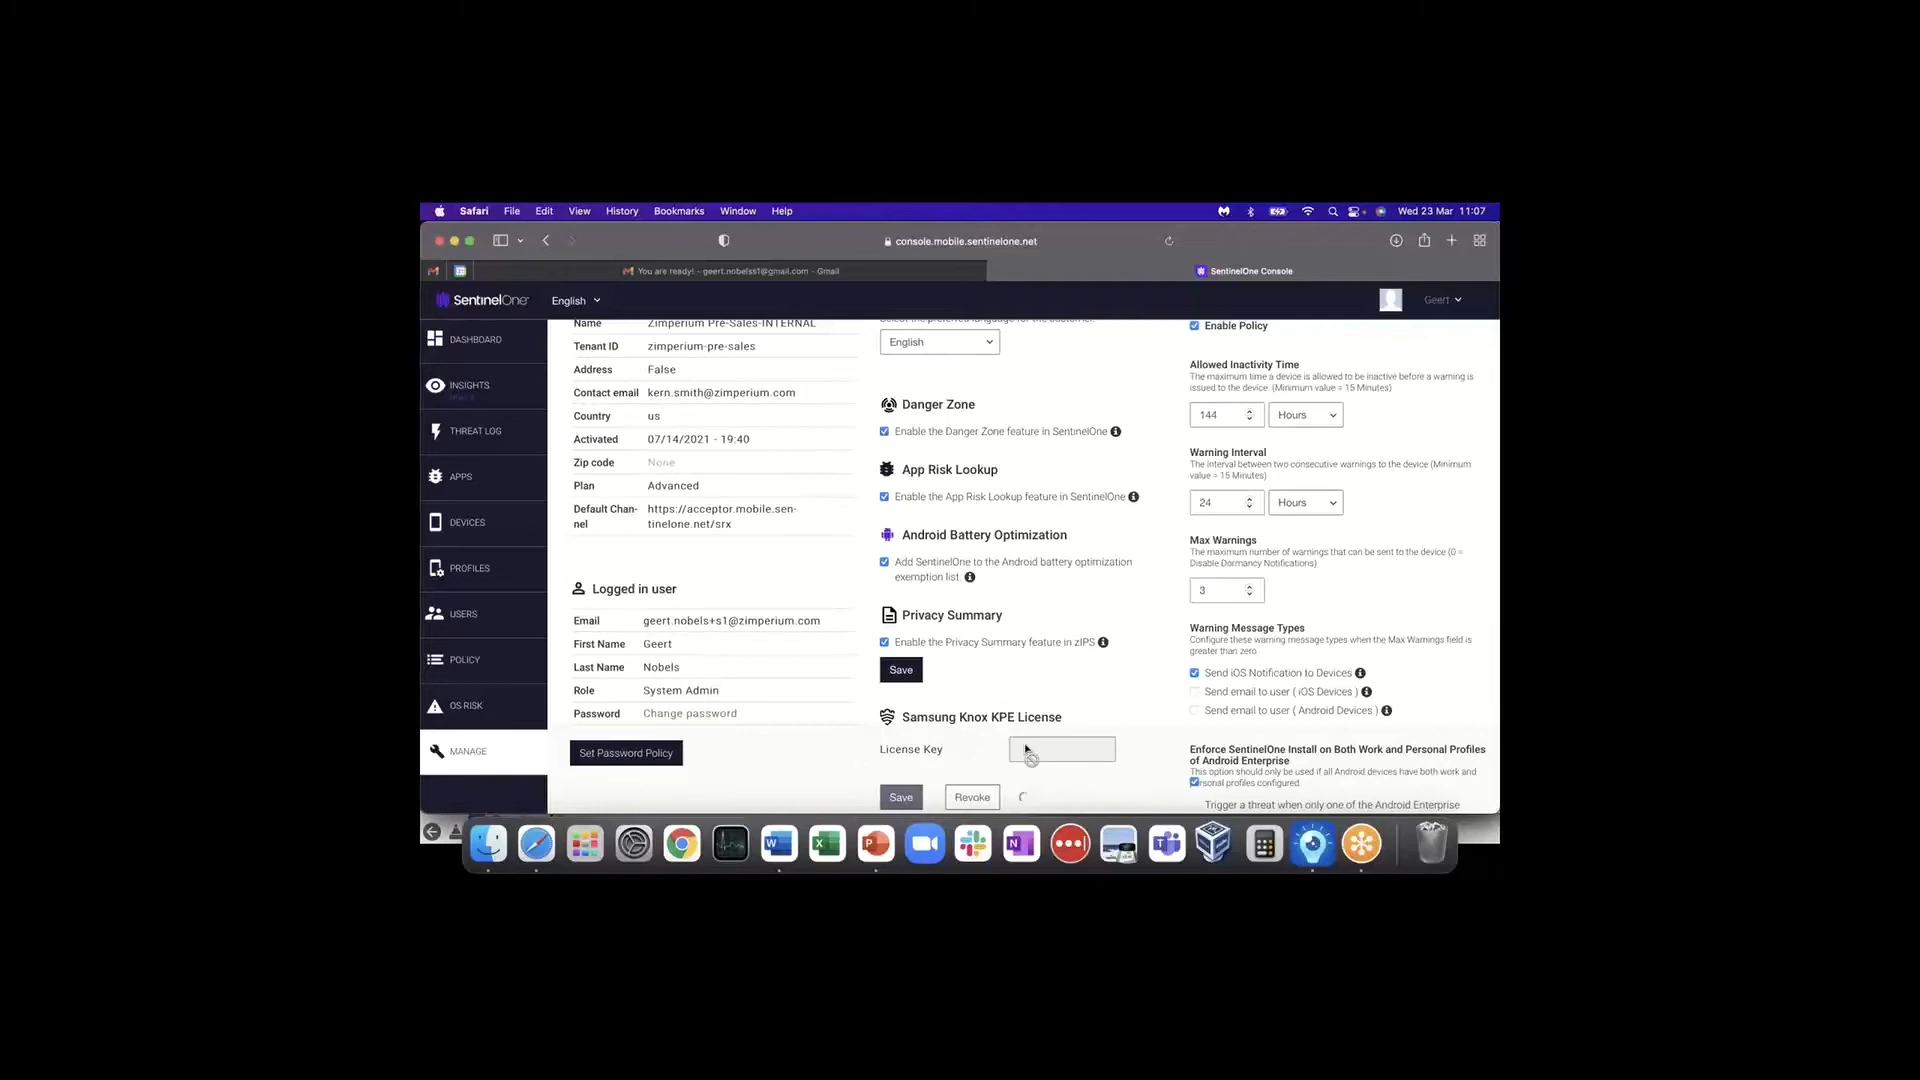 Safari File Edit View History Bookmarks Window Help
Wed 23 Mar 11:07
console.mobile.sentinelone.net
You are ready! - geert.nobelss1@gmail.com - Gmail
SentinelOne Console
SentinelOne
English
Geert
DASHBOARD
INSIGHTS
THREAT LOG
APPS
DEVICES
PROFILES
USERS
POLICY
OS RISK
MANAGE
Name Zimperium Pre-Sales-INTERNAL
Tenant ID zimperium-pre-sales
Address False
Contact email kern.smith@zimperium.com
Country us
Activated 07/14/2021 - 19:40
Zip code None
Plan Advanced
Default Chan- https://acceptor.mobile.sen-
nel tinelone.net/srx
Logged in user
Email geert.nobels+s1@zimperium.com
First Name Geert
Last Name Nobels
Role System Admin
Password Change password
Set Password Policy
Select the preferred language for the customer.
English
Danger Zone
Enable the Danger Zone feature in SentinelOne
App Risk Lookup
Enable the App Risk Lookup feature in SentinelOne
Android Battery Optimization
Add SentinelOne to the Android battery optimization
exemption list.
Privacy Summary
Enable the Privacy Summary feature in zIPS
Save
Samsung Knox KPE License
License Key
Save Revoke
Enable Policy
Allowed Inactivity Time
The maximum time a device is allowed to be inactive before a warning is
issued to the device. (Minimum value = 15 Minutes)
144 Hours
Warning Interval
The interval between two consecutive warnings to the device (Minimum
value = 15 Minutes)
24 Hours
Max Warnings
The maximum number of warnings that can be sent to the device (0 =
Disable Dormancy Notifications)
3
Warning Message Types
Configure these warning message types when the Max Warnings field is
greater than zero.
Send iOS Notification to Devices
Send email to user ( iOS Devices )
Send email to user ( Android Devices )
Enforce SentinelOne Install on Both Work and Personal Profiles
of Android Enterprise
This option should only be used if all Android devices have both work and
personal profiles configured.
Trigger a threat when only one of the Android Enterprise